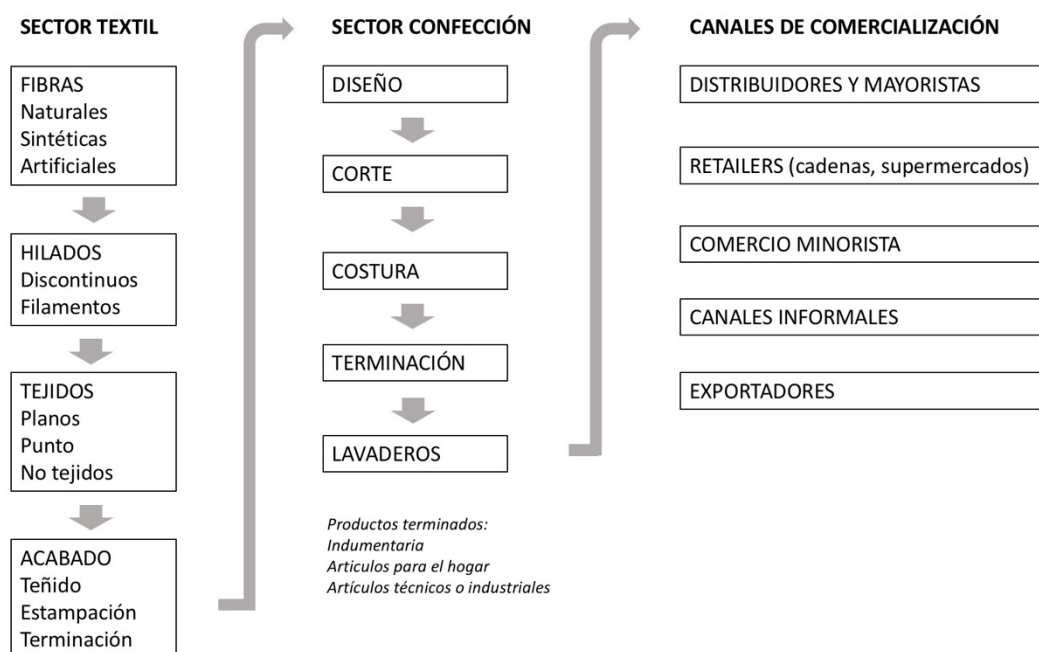 SECTOR TEXTIL
FIBRAS
Naturales
Sintéticas
Artificiales
HILADOS
Discontinuos
Filamentos
TEJIDOS
Planos
Punto
No tejidos
ACABADO
Teñido
Estampación
Terminación
SECTOR CONFECCIÓN
DISEÑO
CORTE
COSTURA
TERMINACIÓN
LAVADEROS
Productos terminados:
Indumentaria
Articulos para el hogar
Artículos técnicos o industriales
CANALES DE COMERCIALIZACIÓN
DISTRIBUIDORES Y MAYORISTAS
RETAILERS (cadenas, supermercados)
COMERCIO MINORISTA
CANALES INFORMALES
EXPORTADORES